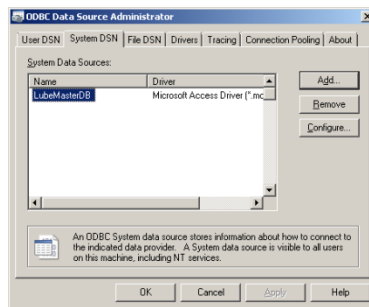 ODBC Data Source Administrator
User DSN System DSN File DSN Drivers Tracing Connection Pooling About
System Data Sources:
Name Driver
LubeMasterDB Microsoft Access Driver (*.mc
Add...
Remove
Configure...
An ODBC System data source stores information about how to connect to
the indicated data provider. A System data source is visible to all users
on this machine, including NT services.
OK Cancel Apply Help